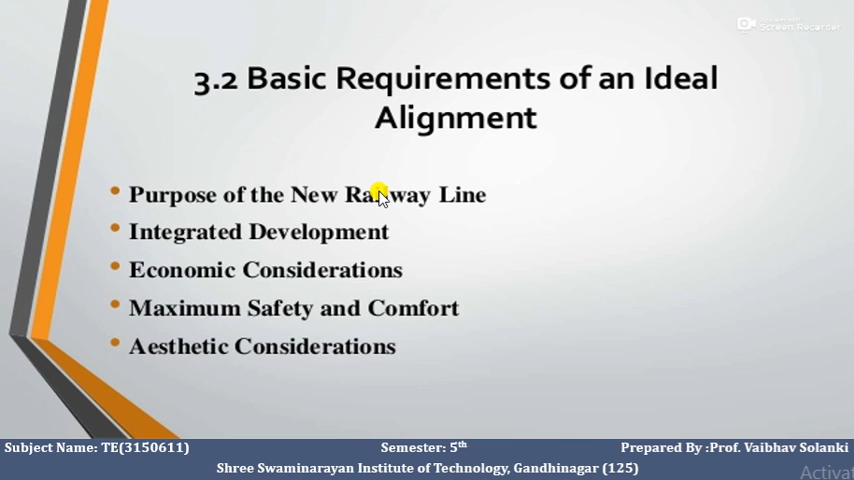 Screen Recorder
3.2 Basic Requirements of an Ideal
Alignment
• Purpose of the New Railway Line
• Integrated Development
• Economic Considerations
• Maximum Safety and Comfort
• Aesthetic Considerations
Subject Name: TE(3150611) Semester: 5th Prepared By :Prof. Vaibhav Solanki
Shree Swaminarayan Institute of Technology, Gandhinagar (125)
Activat